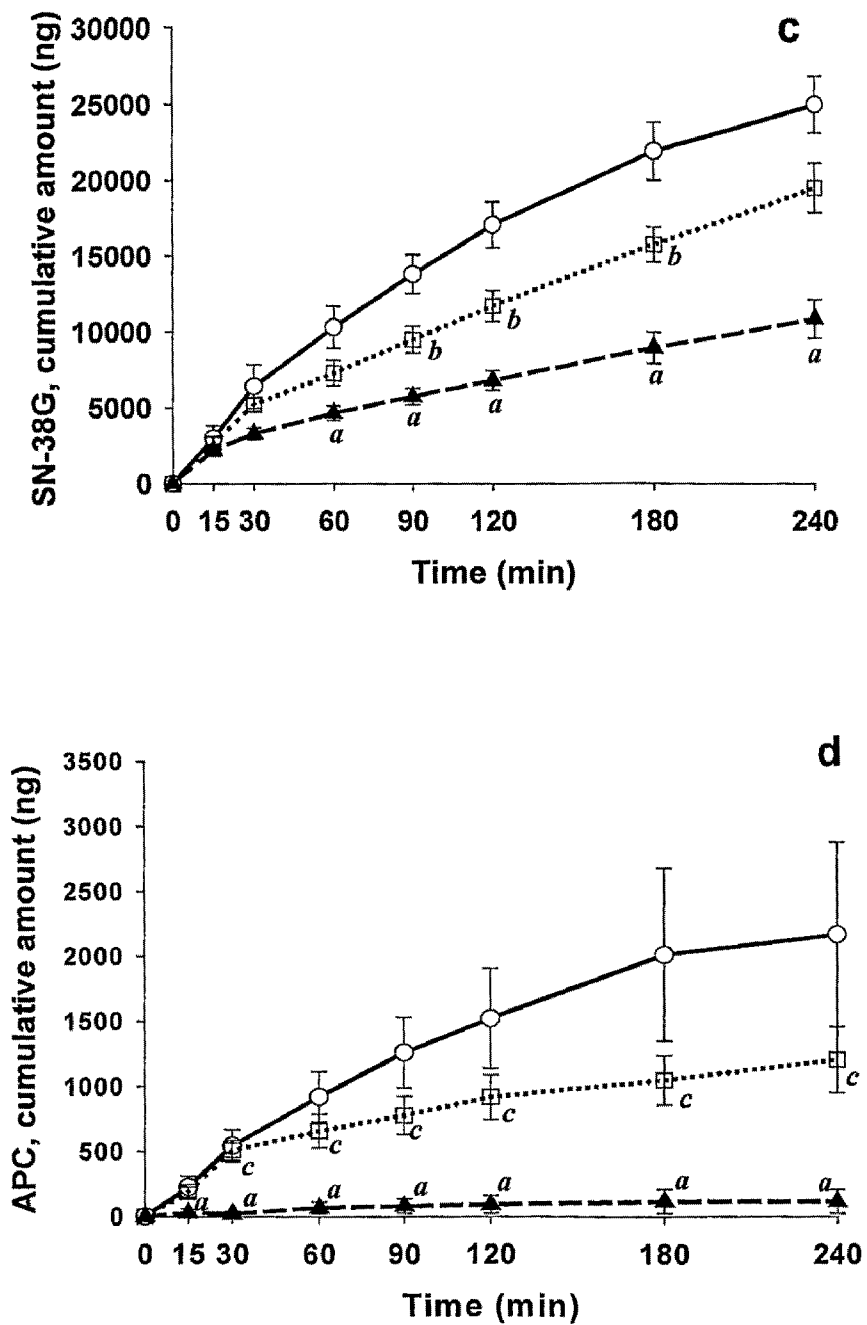 c
SN-38G, cumulative amount (ng)
30000
25000
20000
15000
10000
5000
0
b
b
b
a
a
a
a
a
0 15 30 60 90 120 180 240
Time (min)
d
APC, cumulative amount (ng)
3500
3000
2500
2000
1500
1000
500
0
c
c
c
c
c
c
a
a
a
a
a
a
a
0 15 30 60 90 120 180 240
Time (min)